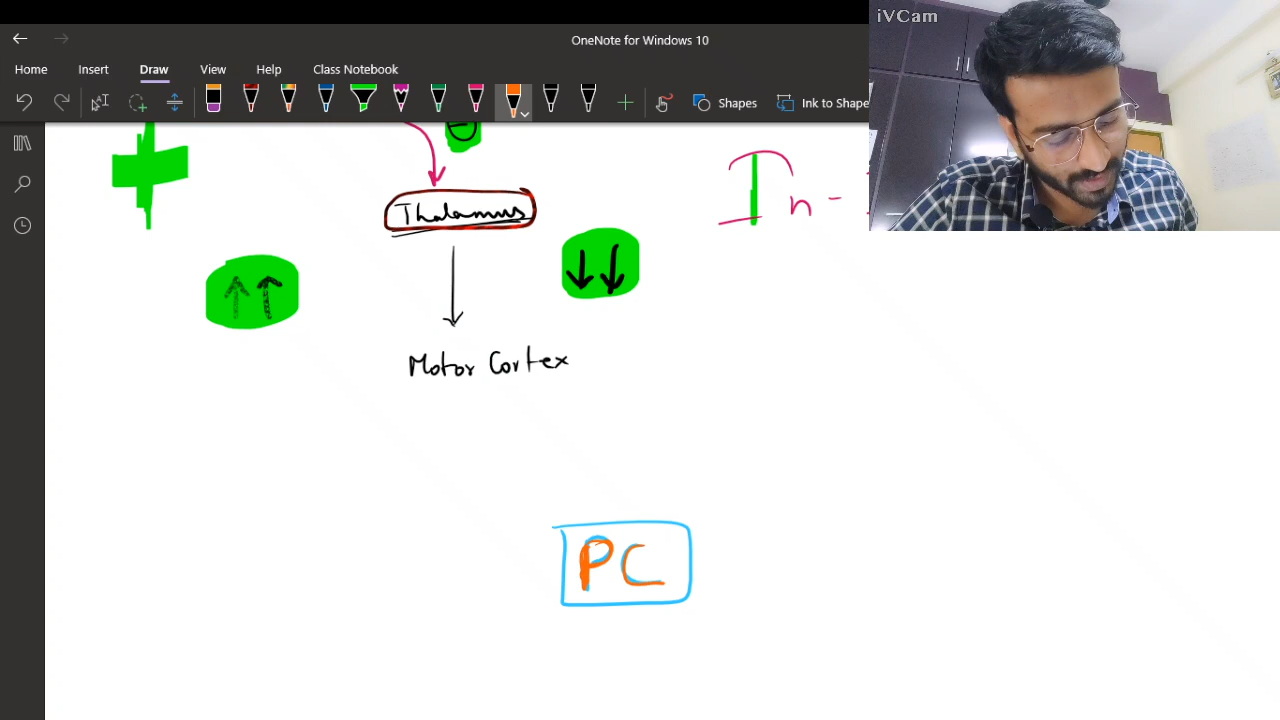 iVCam
OneNote for Windows 10
Home Insert Draw View Help Class Notebook
Shapes Ink to Shape
Thalamus
In -
Motor Cortex
PC